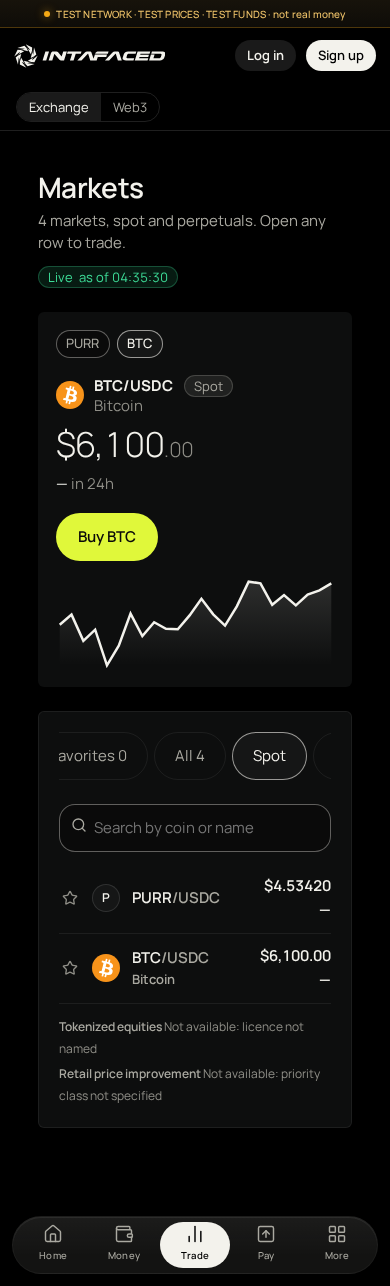 TEST NETWORK · TEST PRICES · TEST FUNDS · not real money
INTAFACED
Log in
Sign up
Exchange
Web3
Markets
4 markets, spot and perpetuals. Open any
row to trade.
Live as of 04:35:30
PURR
BTC
BTC/USDC
Spot
Bitcoin
$6,100.00
— in 24h
Buy BTC
avorites 0
All 4
Spot
Search by coin or name
P
PURR/USDC
$4.53420
—
BTC/USDC
$6,100.00
Bitcoin
—
Tokenized equities Not available: licence not
named
Retail price improvement Not available: priority
class not specified
Home
Money
Trade
Pay
More